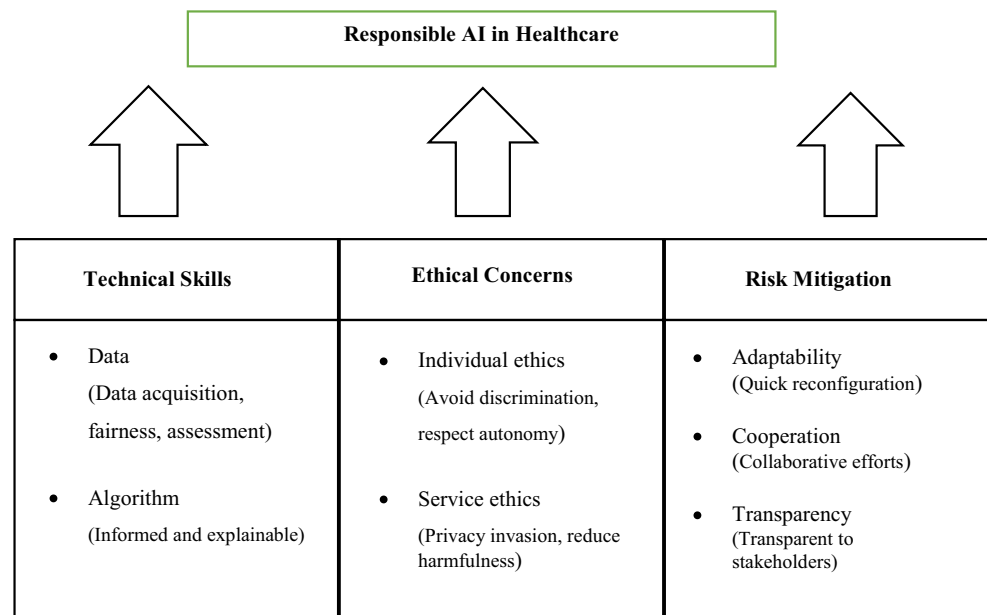 Responsible AI in Healthcare
Technical Skills
• Data
(Data acquisition,
fairness, assessment)
• Algorithm
(Informed and explainable)
Ethical Concerns
• Individual ethics
(Avoid discrimination,
respect autonomy)
• Service ethics
(Privacy invasion, reduce
harmfulness)
Risk Mitigation
• Adaptability
(Quick reconfiguration)
• Cooperation
(Collaborative efforts)
• Transparency
(Transparent to
stakeholders)